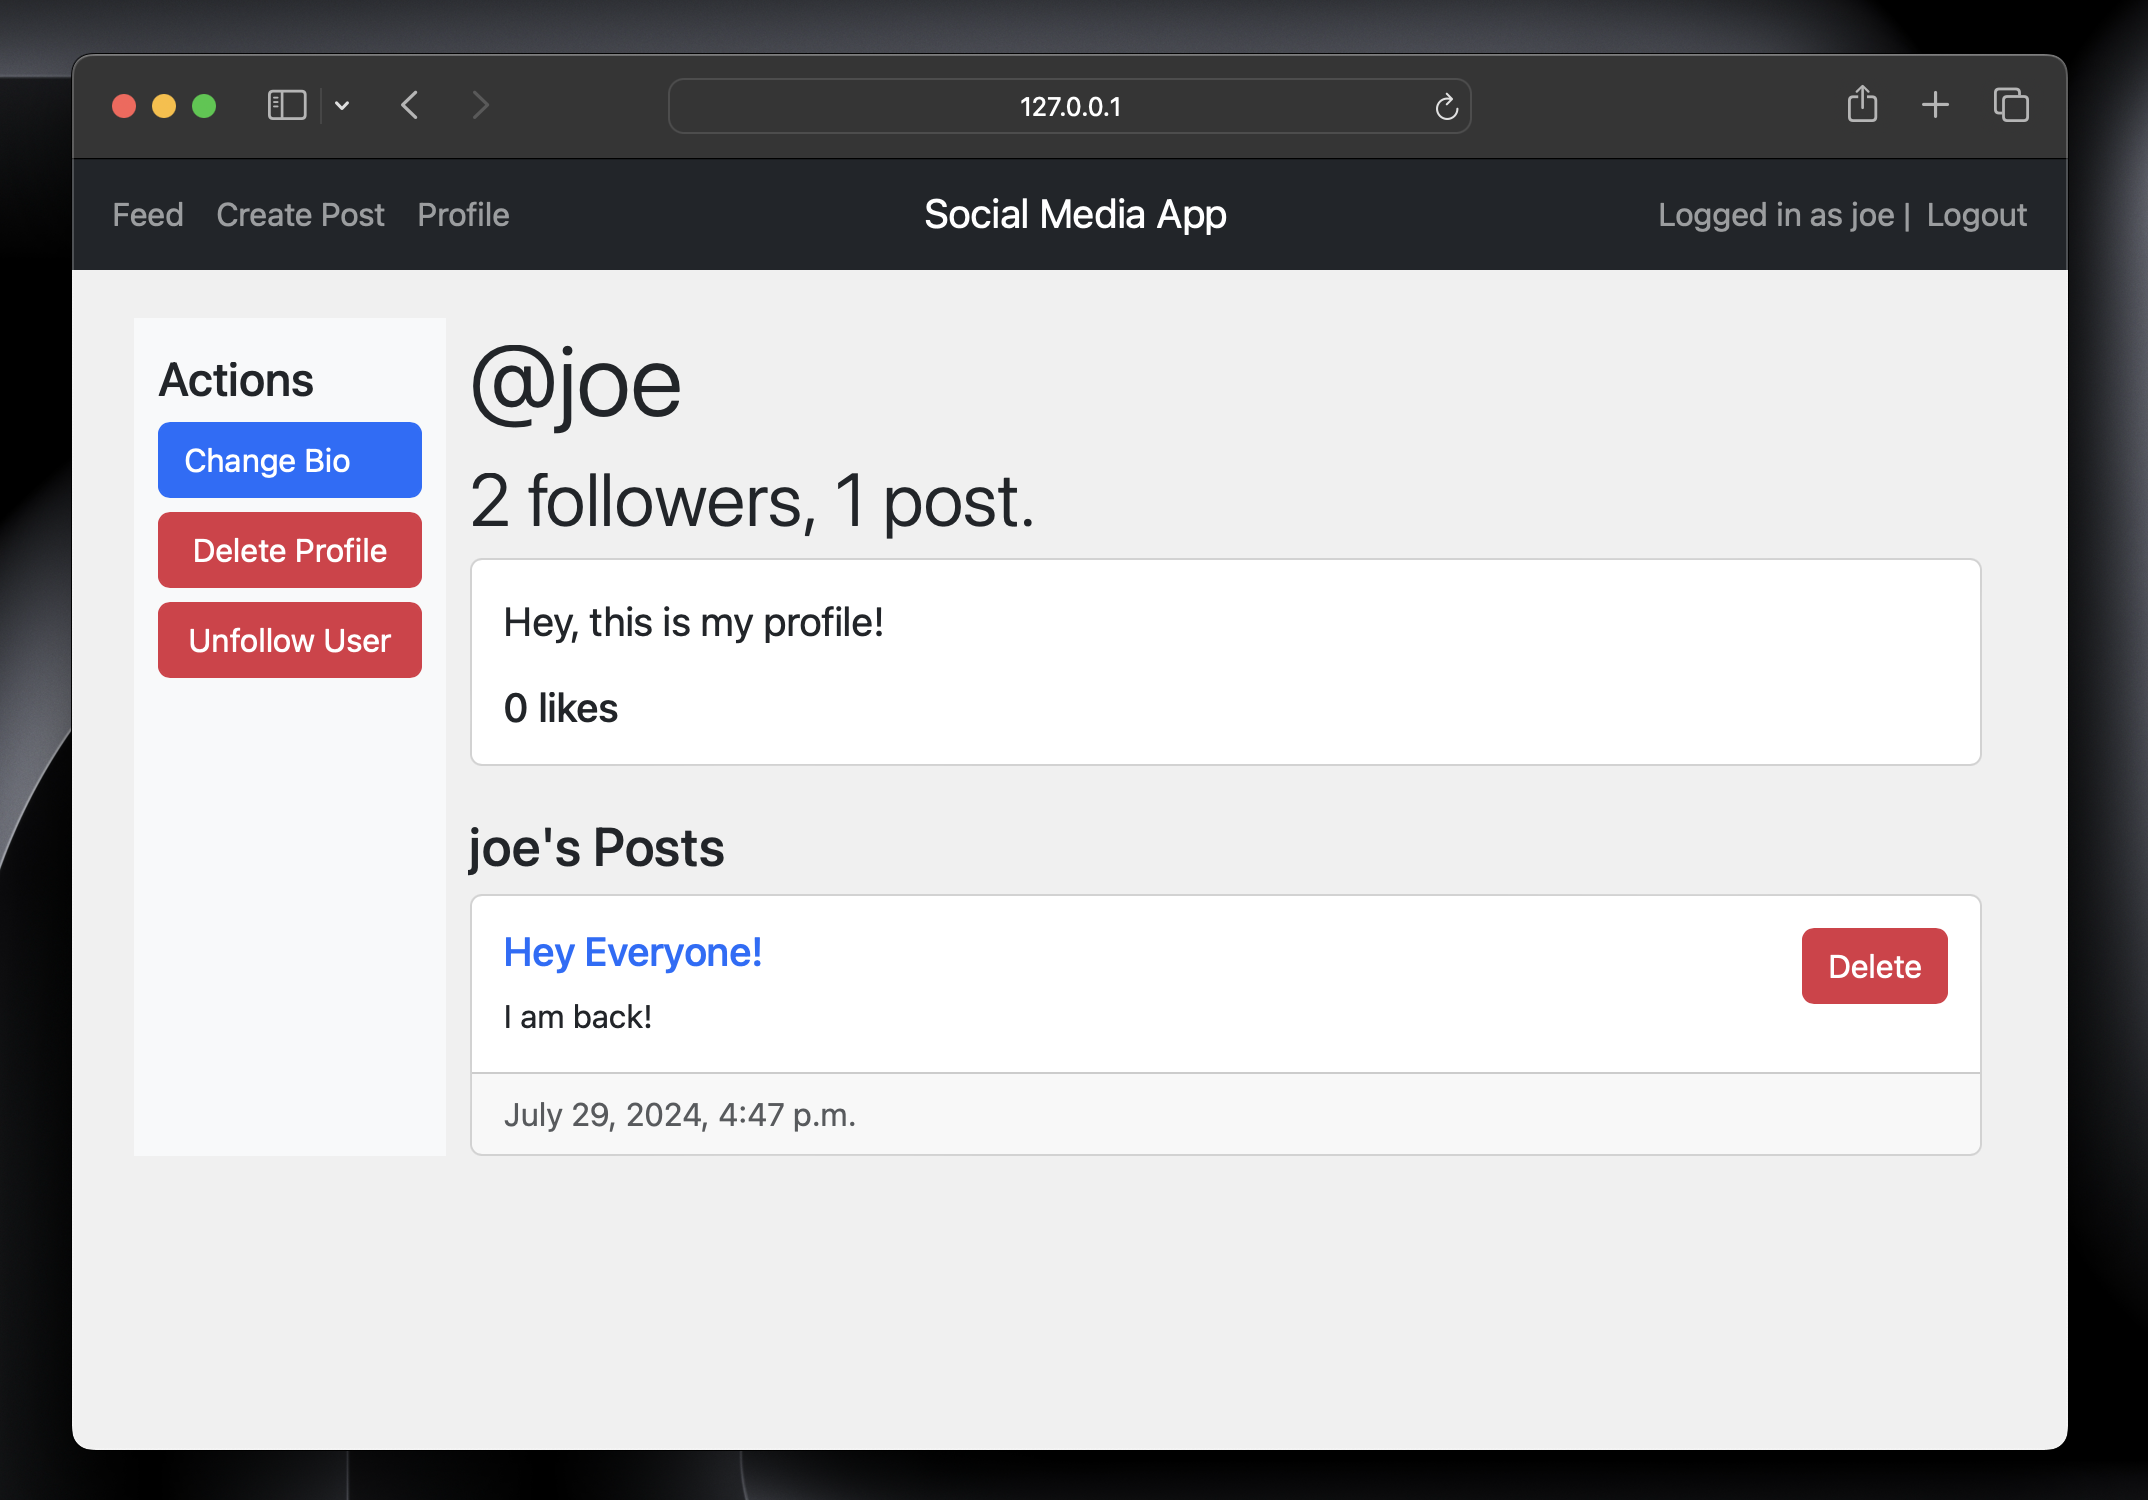 127.0.0.1
Feed Create Post Profile Social Media App Logged in as joe | Logout
Actions
Change Bio
Delete Profile
Unfollow User
@joe
2 followers, 1 post.
Hey, this is my profile!
0 likes
joe's Posts
Hey Everyone!
Delete
I am back!
July 29, 2024, 4:47 p.m.